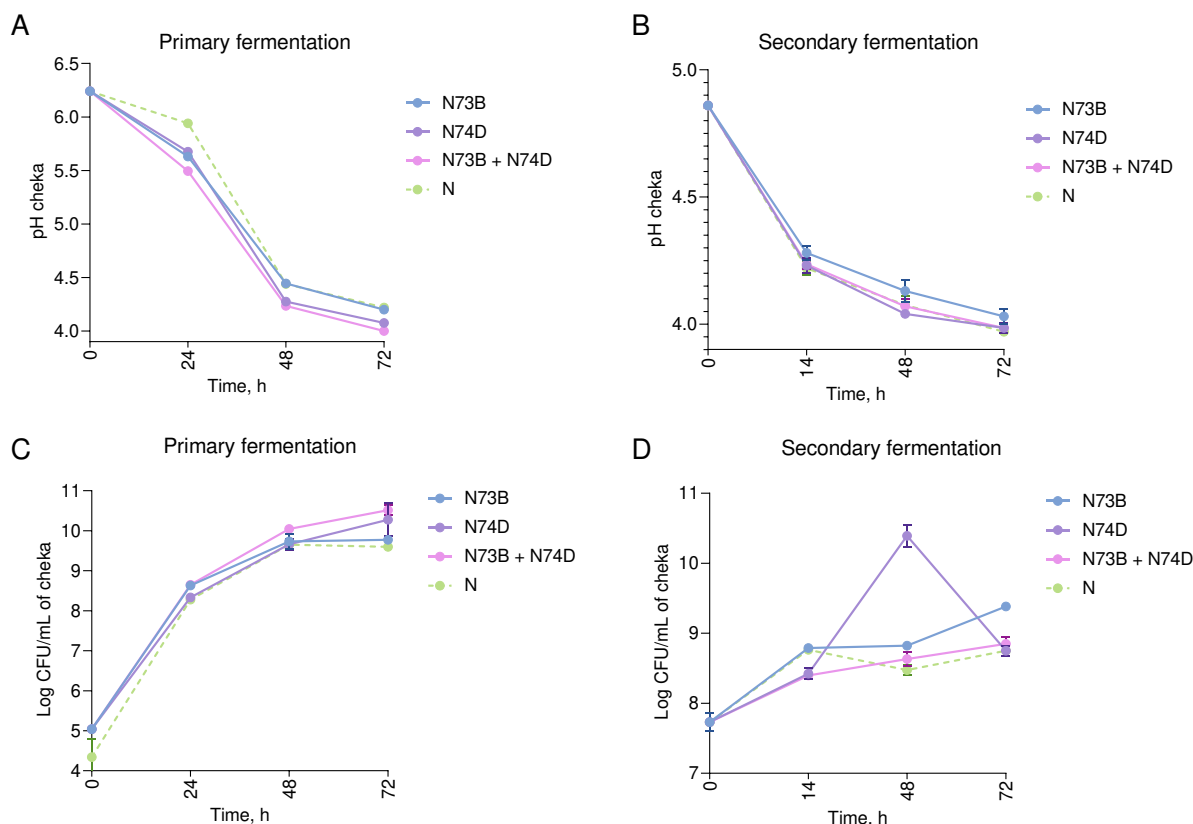 A
Primary fermentation
pH cheka
6.5
6.0
5.5
5.0
4.5
4.0
0
24
48
72
Time, h
N73B
N74D
N73B + N74D
N
B
Secondary fermentation
pH cheka
5.0
4.5
4.0
0
14
48
72
Time, h
N73B
N74D
N73B + N74D
N
C
Primary fermentation
Log CFU/mL of cheka
11
10
9
8
7
6
5
4
0
24
48
72
Time, h
N73B
N74D
N73B + N74D
N
D
Secondary fermentation
Log CFU/mL of cheka
11
10
9
8
7
0
14
48
72
Time, h
N73B
N74D
N73B + N74D
N